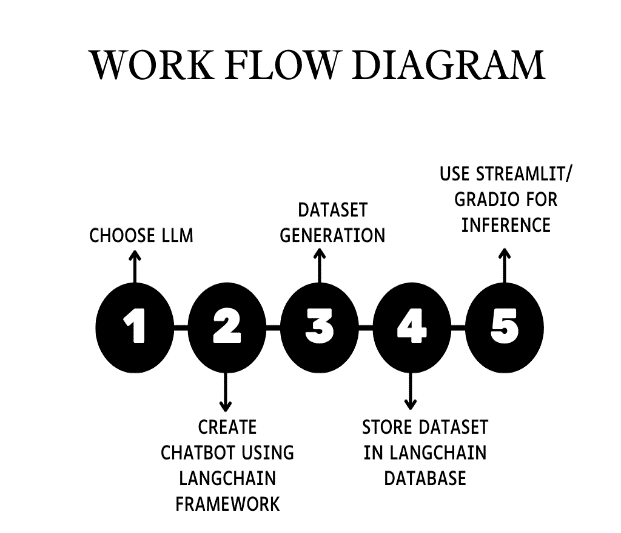 WORK FLOW DIAGRAM
USE STREAMLIT/
GRADIO FOR
INFERENCE
DATASET
GENERATION
CHOOSE LLM
1 2 3 4 5
CREATE
CHATBOT USING
LANGCHAIN
FRAMEWORK
STORE DATASET
IN LANGCHAIN
DATABASE